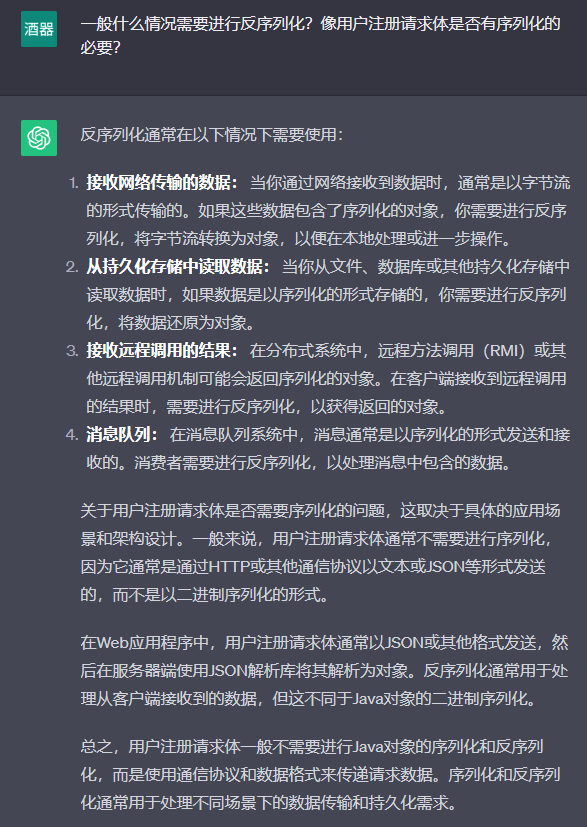 酒器
一般什么情况需要进行反序列化？像用户注册请求体是否有序列化的
必要？
反序列化通常在以下情况下需要使用：
1. 接收网络传输的数据： 当你通过网络接收到数据时，通常是以字节流
的形式传输的。如果这些数据包含了序列化的对象，你需要进行反序
列化，将字节流转换为对象，以便在本地处理或进一步操作。
2. 从持久化存储中读取数据： 当你从文件、数据库或其他持久化存储中
读取数据时，如果数据是以序列化的形式存储的，你需要进行反序列
化，将数据还原为对象。
3. 接收远程调用的结果： 在分布式系统中，远程方法调用（RMI）或其
他远程调用机制可能会返回序列化的对象。在客户端接收到远程调用
的结果时，需要进行反序列化，以获得返回的对象。
4. 消息队列： 在消息队列系统中，消息通常是以序列化的形式发送和接
收的。消费者需要进行反序列化，以处理消息中包含的数据。
关于用户注册请求体是否需要序列化的问题，这取决于具体的应用场
景和架构设计。一般来说，用户注册请求体通常不需要进行序列化，
因为它通常是通过HTTP或其他通信协议以文本或JSON等形式发送
的，而不是以二进制序列化的形式。
在Web应用程序中，用户注册请求体通常以JSON或其他格式发送，然
后在服务器端使用JSON解析库将其解析为对象。反序列化通常用于处
理从客户端接收到的数据，但这不同于Java对象的二进制序列化。
总之，用户注册请求体一般不需要进行Java对象的序列化和反序列
化，而是使用通信协议和数据格式来传递请求数据。序列化和反序列
化通常用于处理不同场景下的数据传输和持久化需求。